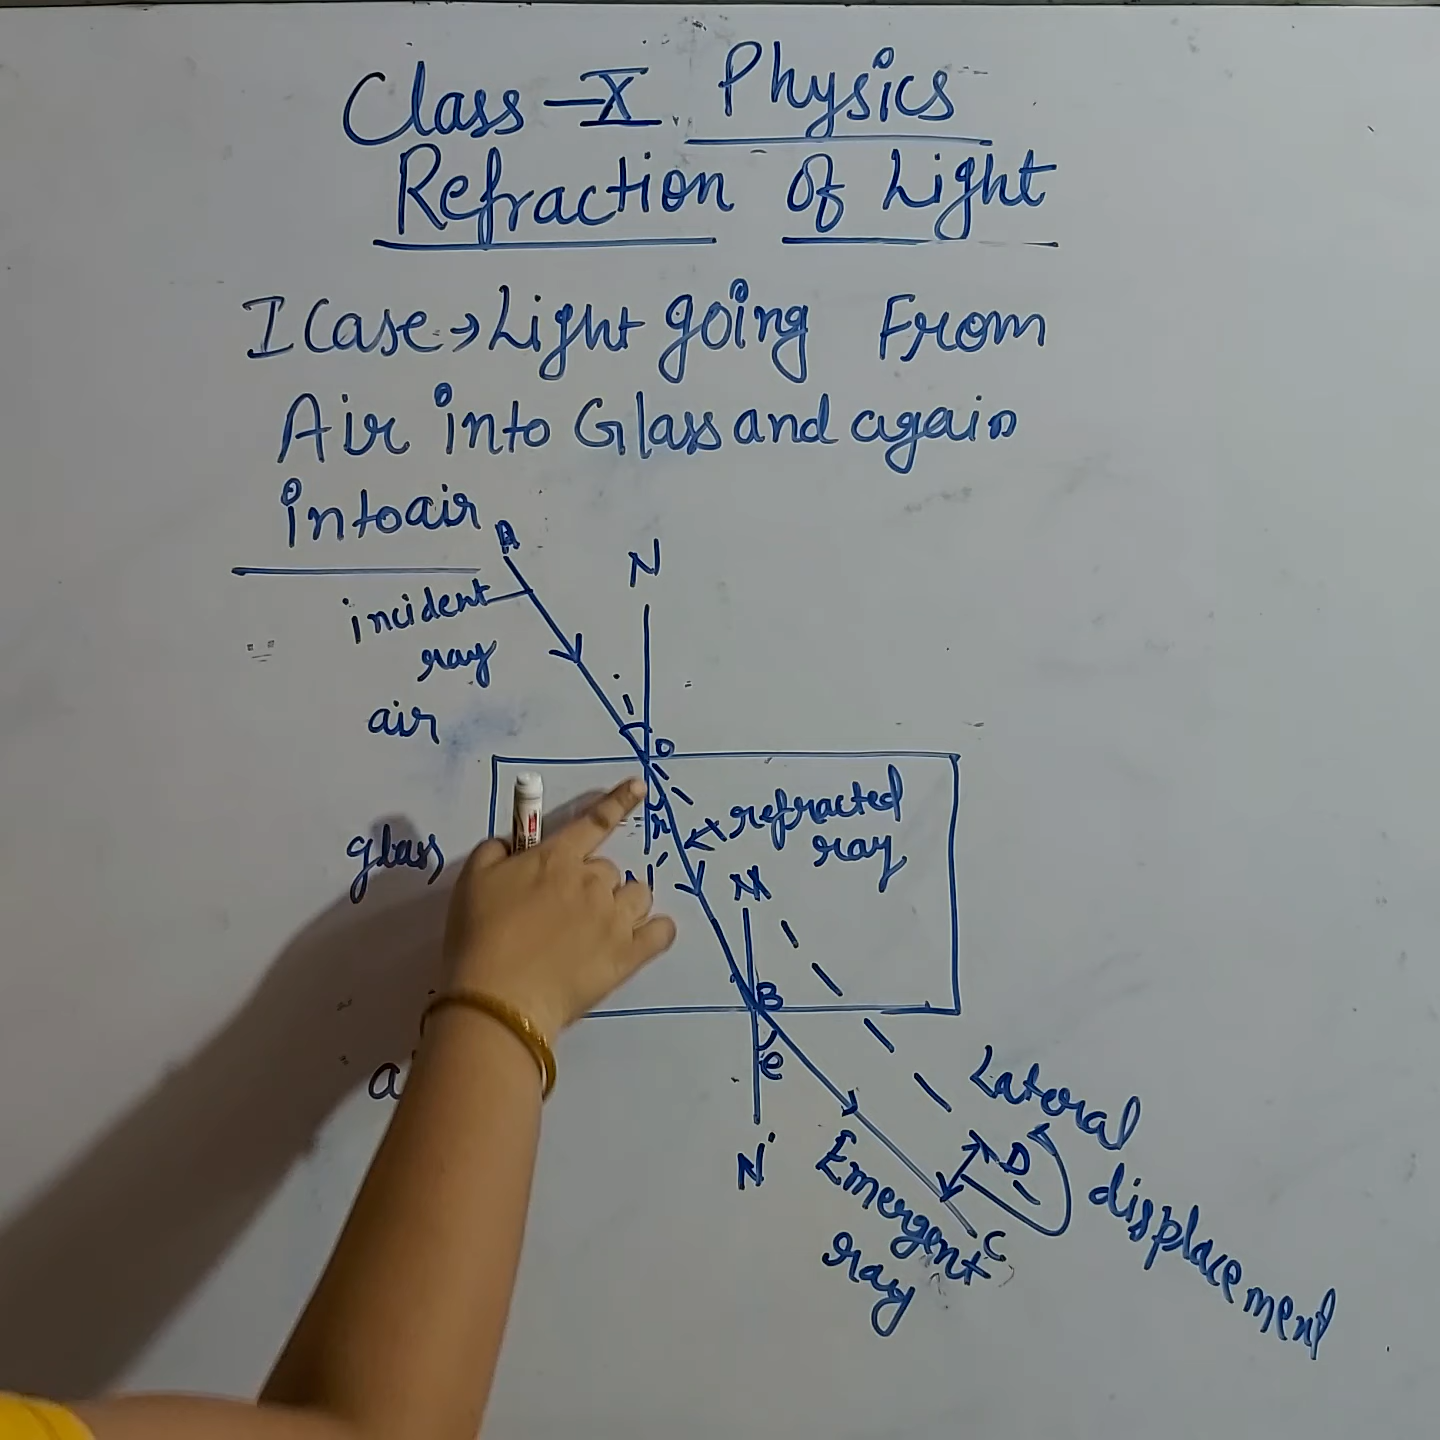 Class - X Physics
Refraction of Light
I Case → Light going From
Air into Glass and again
into air
A
N
incident
ray
air
i
O
refracted
ray
r
glass
N'
M
B
e
Lateral
displacement
D
N'
Emergent
ray
C